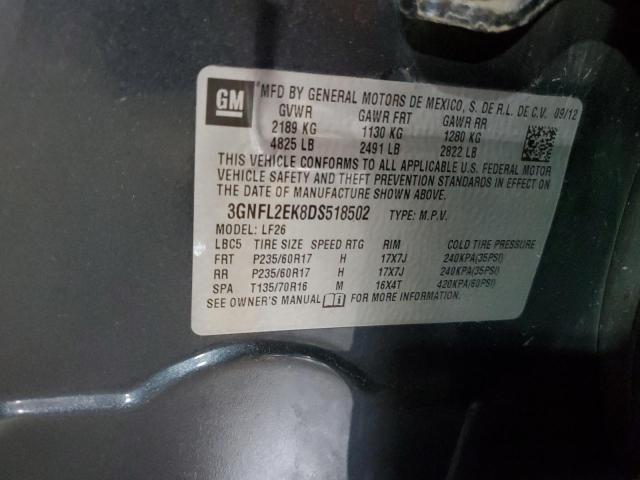 GM
MFD BY GENERAL MOTORS DE MEXICO, S. DE R.L. DE C.V. 09/12
GVWR GAWR FRT GAWR RR
2189 KG 1130 KG 1280 KG
4825 LB 2491 LB 2822 LB
THIS VEHICLE CONFORMS TO ALL APPLICABLE U.S. FEDERAL MOTOR
VEHICLE SAFETY AND THEFT PREVENTION STANDARDS IN EFFECT ON
THE DATE OF MANUFACTURE SHOWN ABOVE.
3GNFL2EK8DS518502 TYPE: M.P.V.
MODEL: LF26
LBC5 TIRE SIZE SPEED RTG RIM COLD TIRE PRESSURE
FRT P235/60R17 H 17X7J 240KPA(35PSI)
RR P235/60R17 H 17X7J 240KPA(35PSI)
SPA T135/70R16 M 16X4T 420KPA(60PSI)
SEE OWNER'S MANUAL FOR MORE INFORMATION.